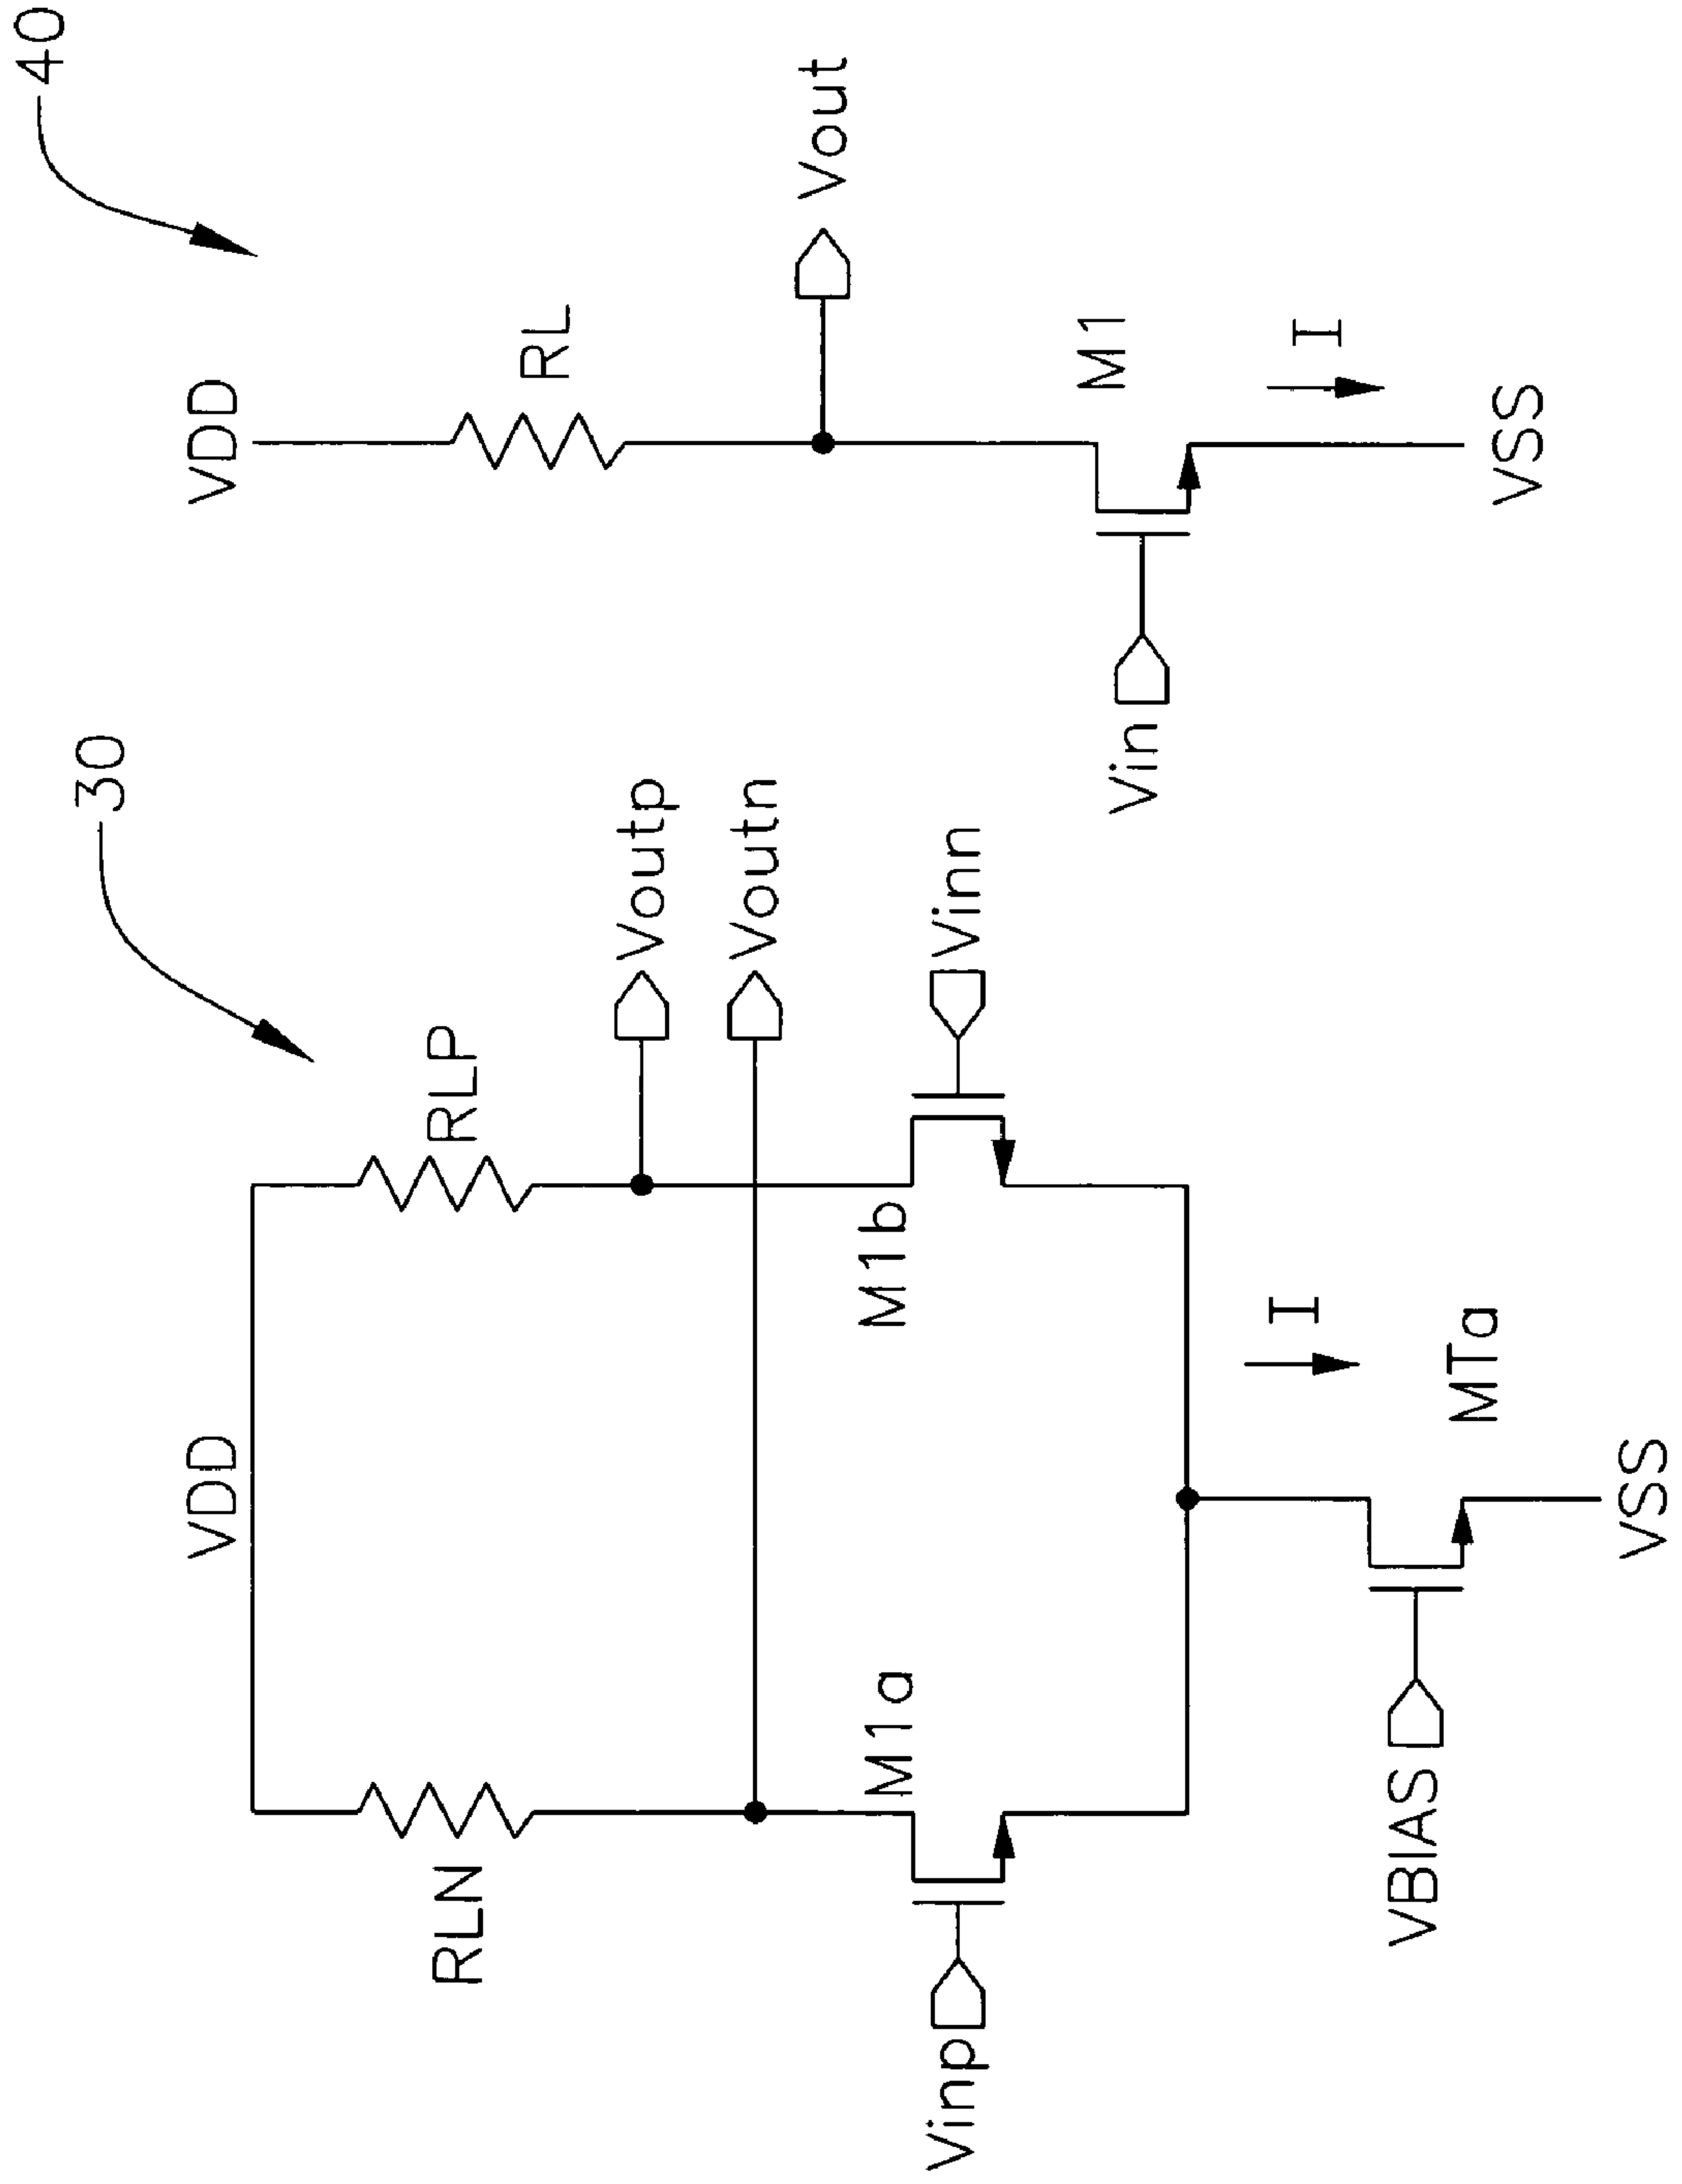 30
VDD
RLN
RLP
Voutp
Voutn
M1a
M1b
Vinp
Vinn
I
VBIAS
MTa
VSS
40
VDD
RL
Vout
M1
Vin
I
VSS